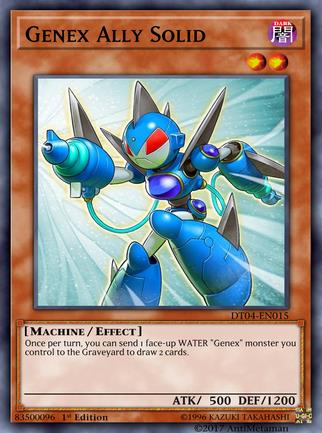 Genex Ally Solid
DARK
闇
DT04-EN015
[Machine / Effect]
Once per turn, you can send 1 face-up WATER "Genex" monster you
control to the Graveyard to draw 2 cards.
ATK/ 500 DEF/1200
83500096 1st Edition ©1996 KAZUKI TAKAHASHI
©2017 AntiMetaman